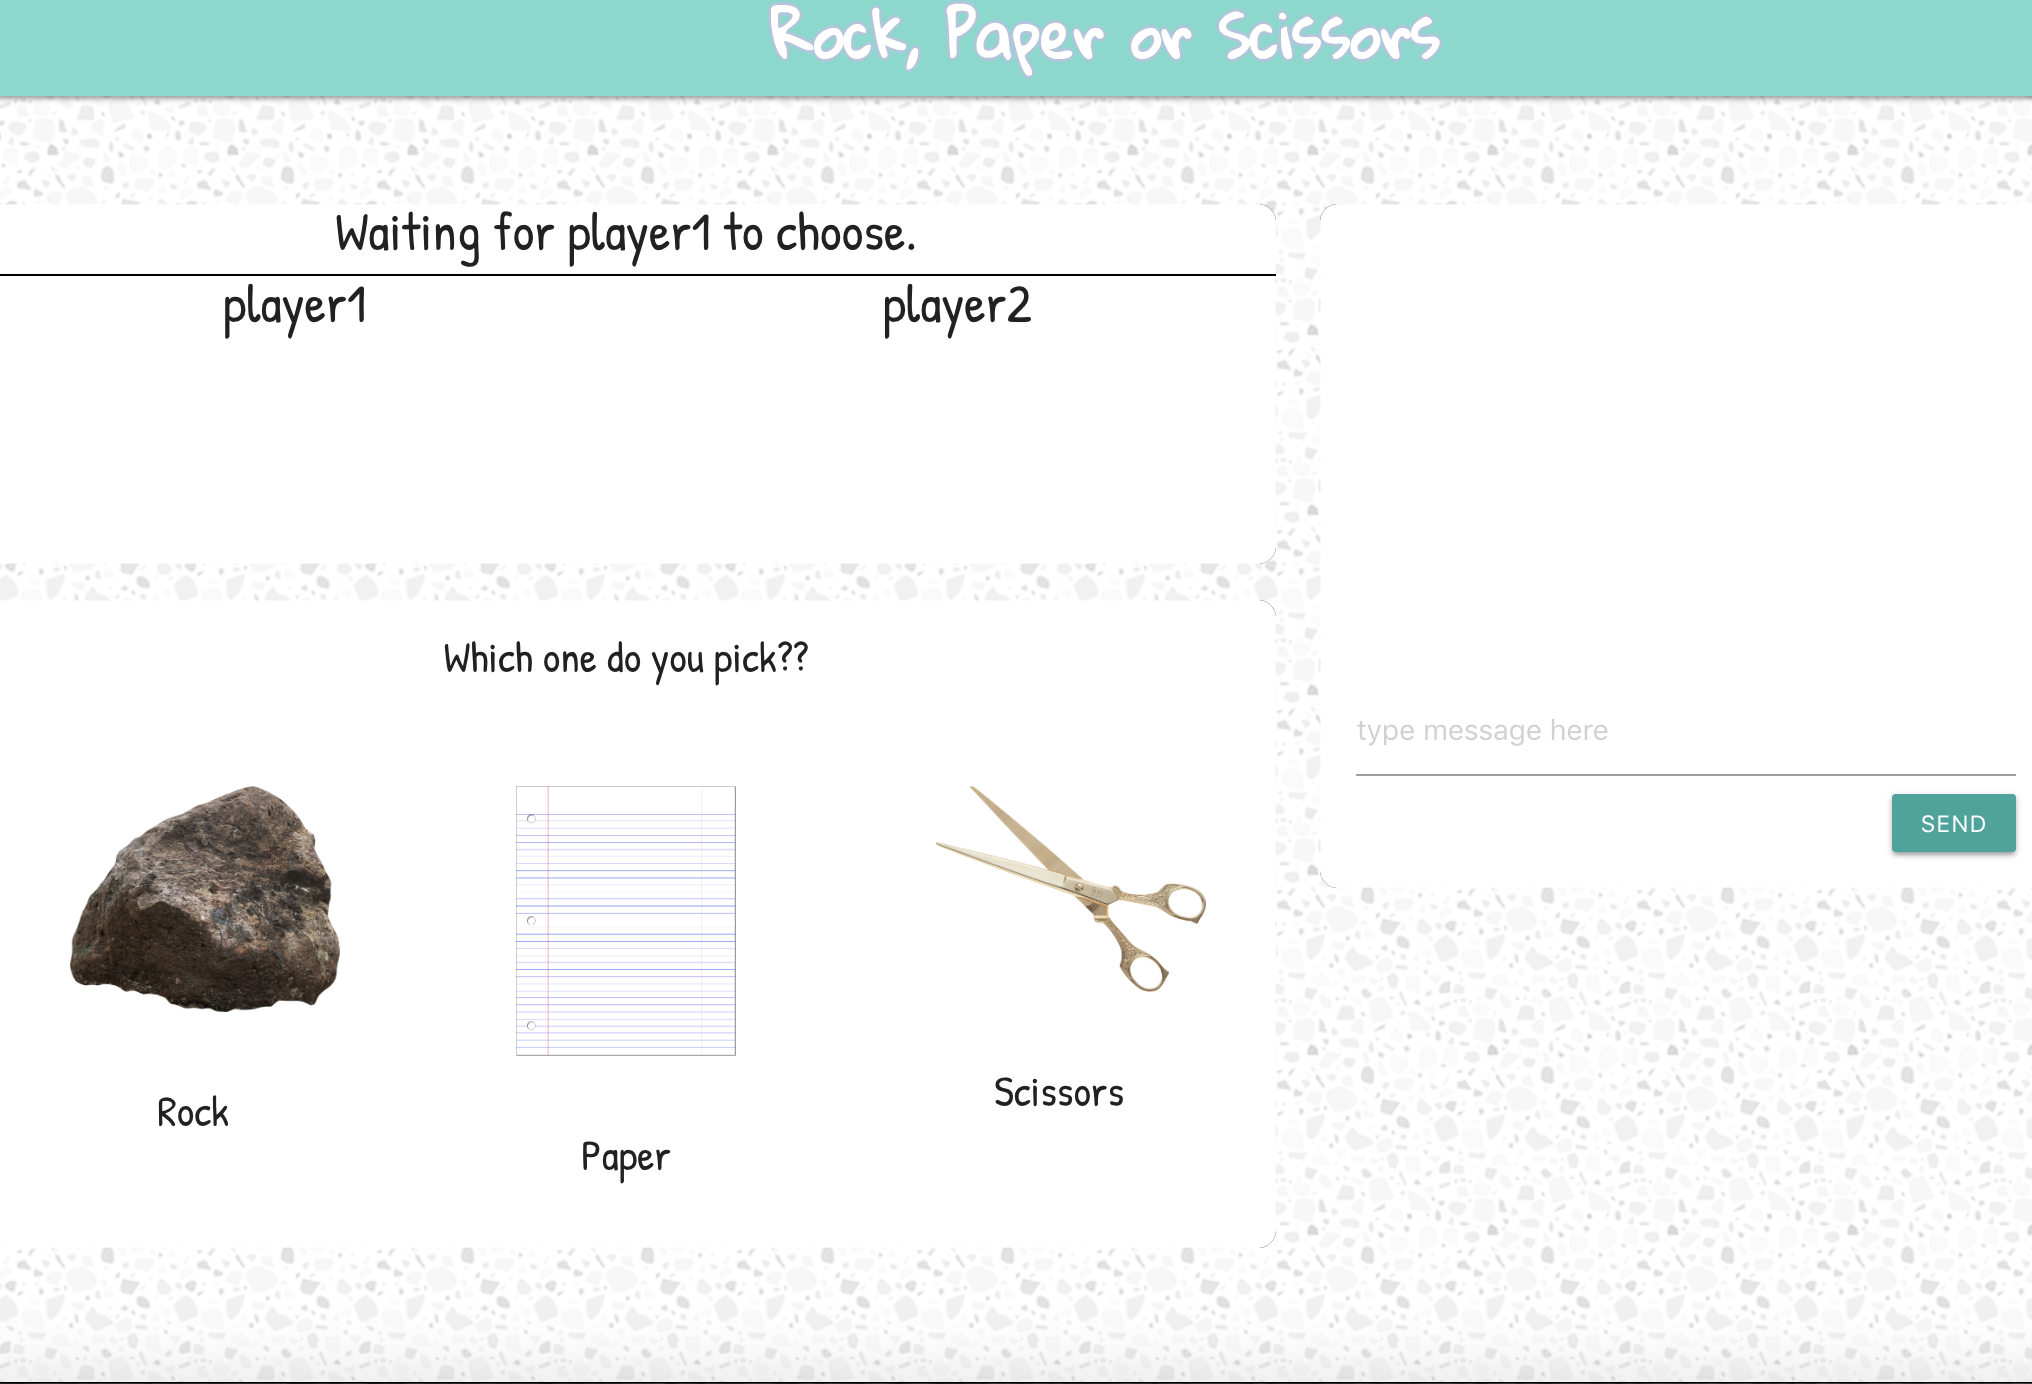 Rock, Paper or Scissors
Waiting for player1 to choose.
player1 player2
Which one do you pick??
Rock
Paper
Scissors
type message here
SEND